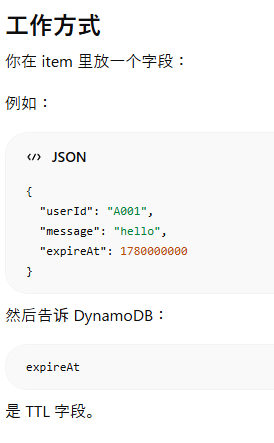 工作方式
你在 item 里放一个字段：
例如：
</> JSON
{
  "userId": "A001",
  "message": "hello",
  "expireAt": 1780000000
}
然后告诉 DynamoDB：
expireAt
是 TTL 字段。